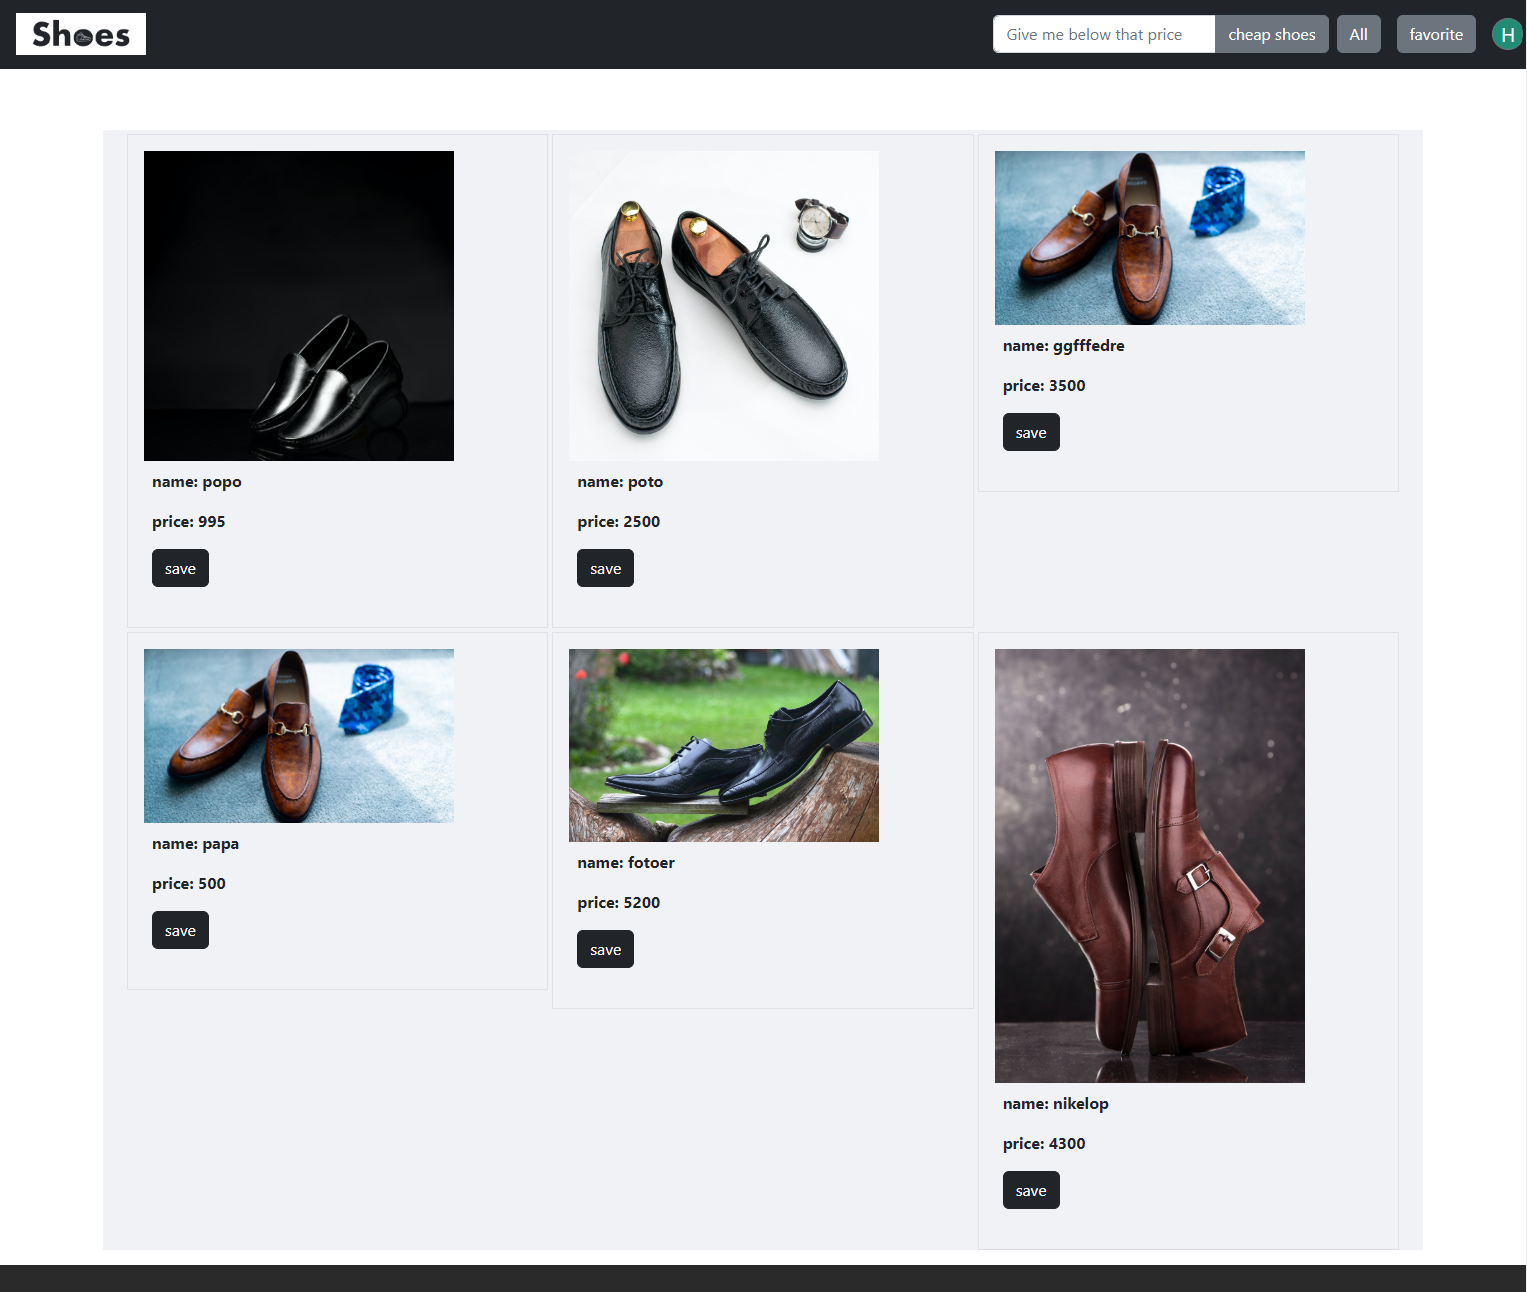 Shoes
Give me below that price
cheap shoes
All
favorite
H
name: popo
price: 995
save
name: poto
price: 2500
save
name: ggfffedre
price: 3500
save
name: papa
price: 500
save
name: fotoer
price: 5200
save
name: nikelop
price: 4300
save